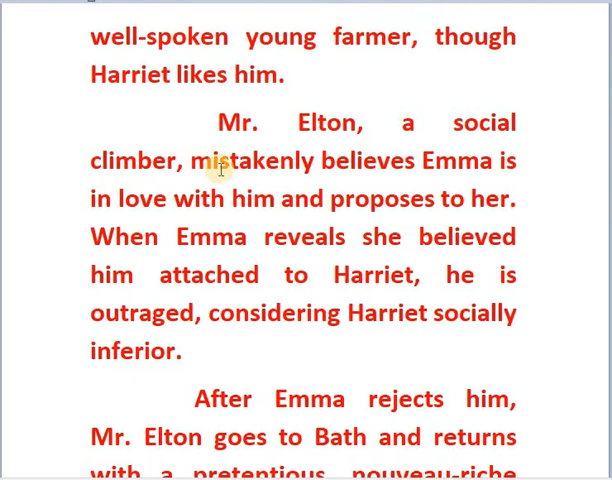 well-spoken young farmer, though
Harriet likes him.
Mr. Elton, a social
climber, mistakenly believes Emma is
in love with him and proposes to her.
When Emma reveals she believed
him attached to Harriet, he is
outraged, considering Harriet socially
inferior.
After Emma rejects him,
Mr. Elton goes to Bath and returns
with a pretentious, nouveau-riche